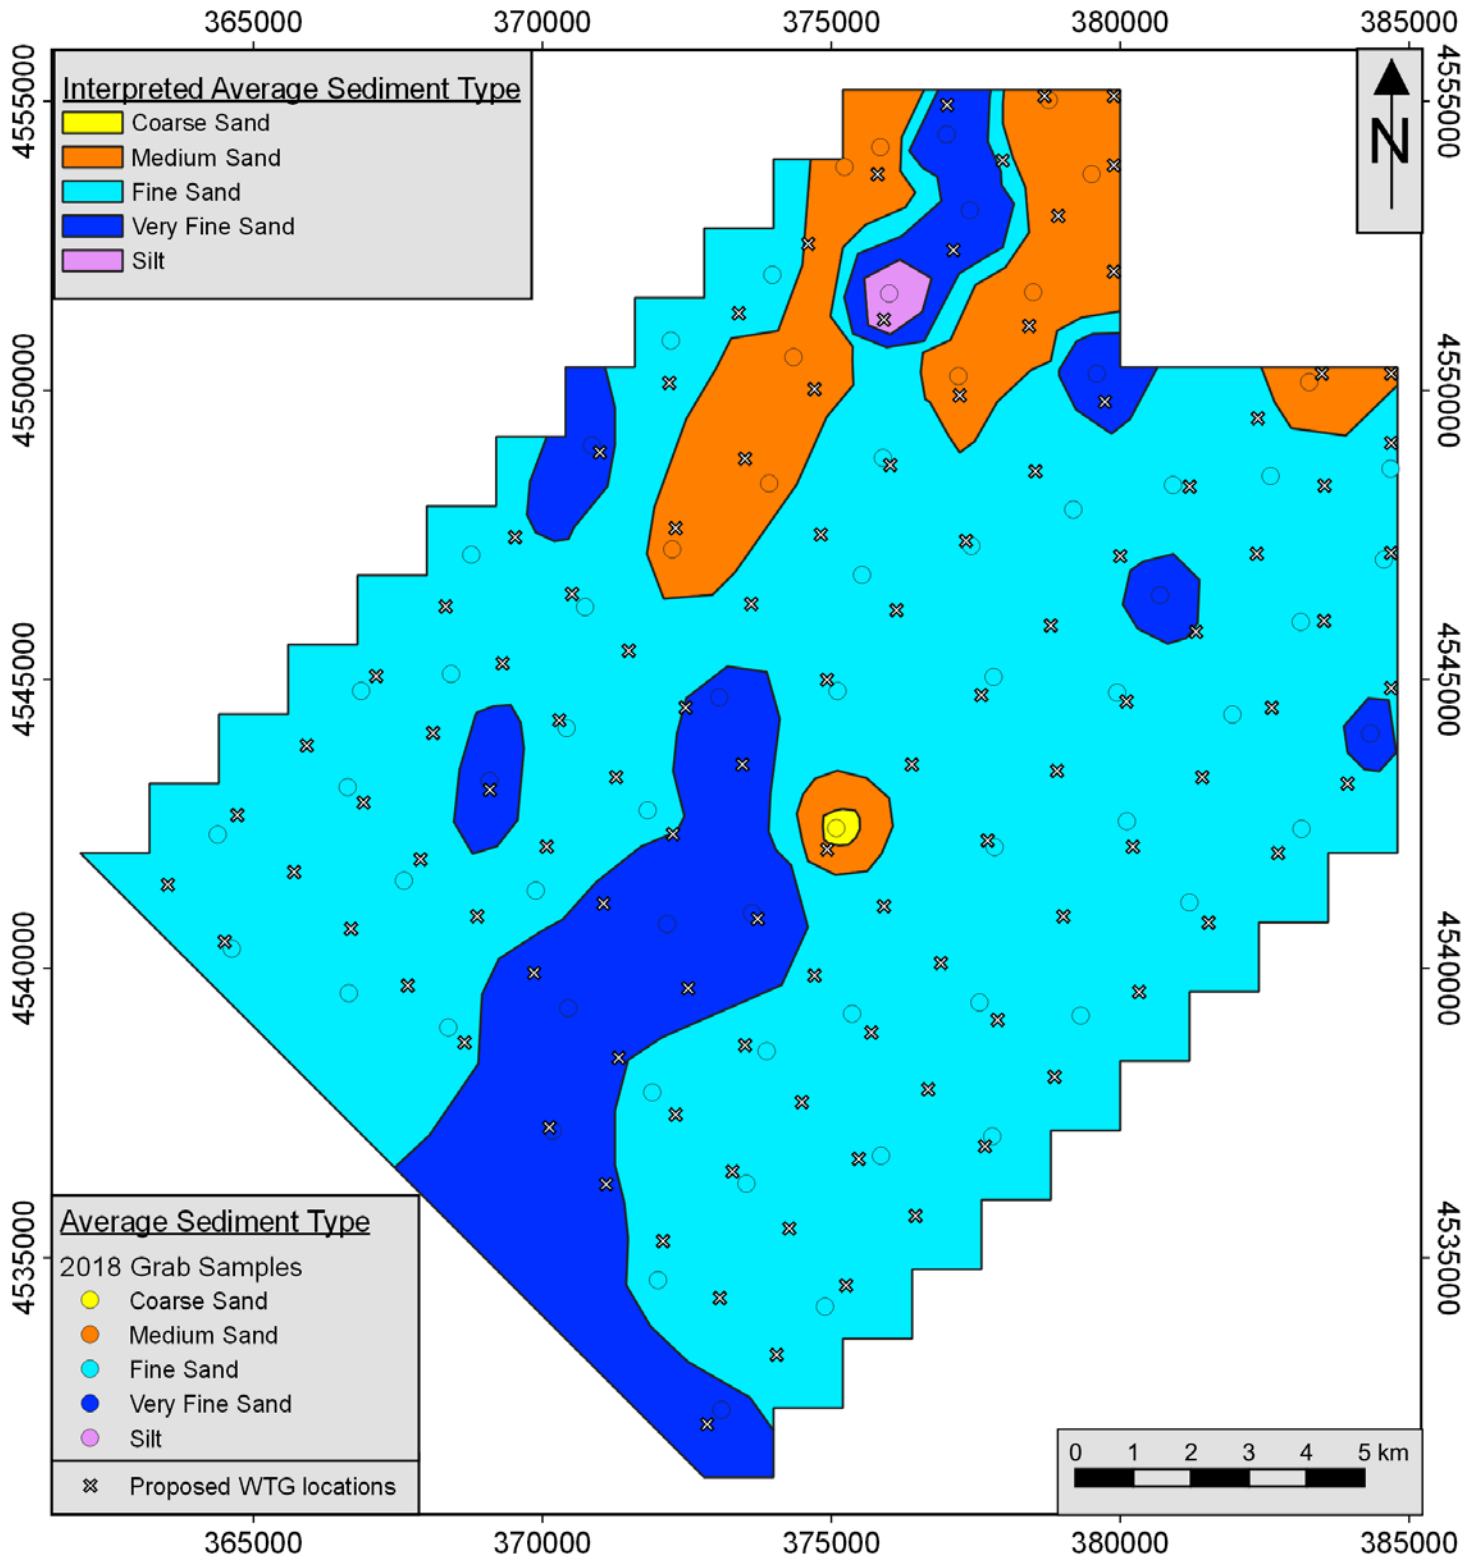 365000 370000 375000 380000 385000
Interpreted Average Sediment Type
Coarse Sand
Medium Sand
Fine Sand
Very Fine Sand
Silt
N
4555000
4550000
4545000
4540000
4535000
4555000
4550000
4545000
4540000
4535000
Average Sediment Type
2018 Grab Samples
Coarse Sand
Medium Sand
Fine Sand
Very Fine Sand
Silt
Proposed WTG locations
0 1 2 3 4 5 km
365000 370000 375000 380000 385000